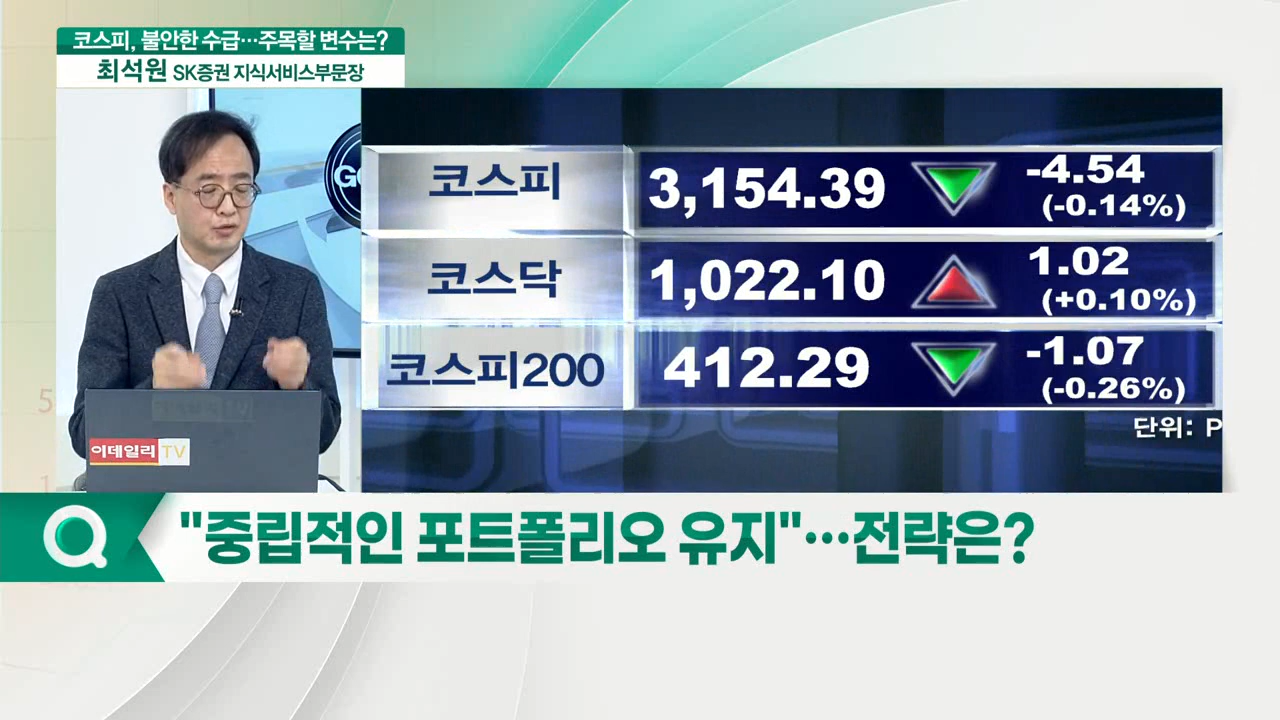 코스피, 불안한 수급…주목할 변수는?
최석원 SK증권 지식서비스부문장
GO
코스피 3,154.39 ▼ -4.54 (-0.14%)
코스닥 1,022.10 ▲ 1.02 (+0.10%)
코스피200 412.29 ▼ -1.07 (-0.26%)
단위: P
5
1
이데일리 TV
Q "중립적인 포트폴리오 유지"…전략은?